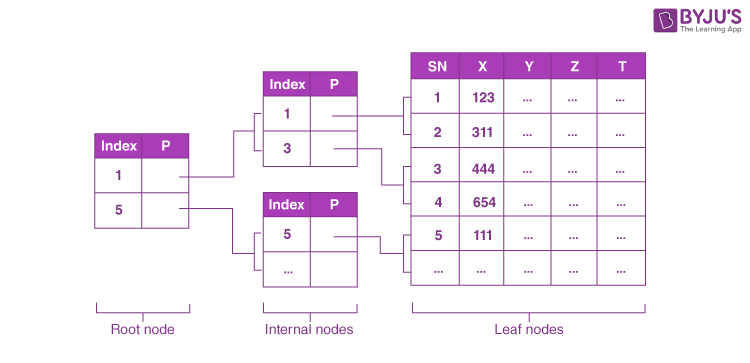 BYJU'S
The Learning App
Index P
1
5
Index P
1
3
Index P
5
...
SN X Y Z T
1 123 ... ... ...
2 311 ... ... ...
3 444 ... ... ...
4 654 ... ... ...
5 111 ... ... ...
... ... ... ... ...
Root node
Internal nodes
Leaf nodes